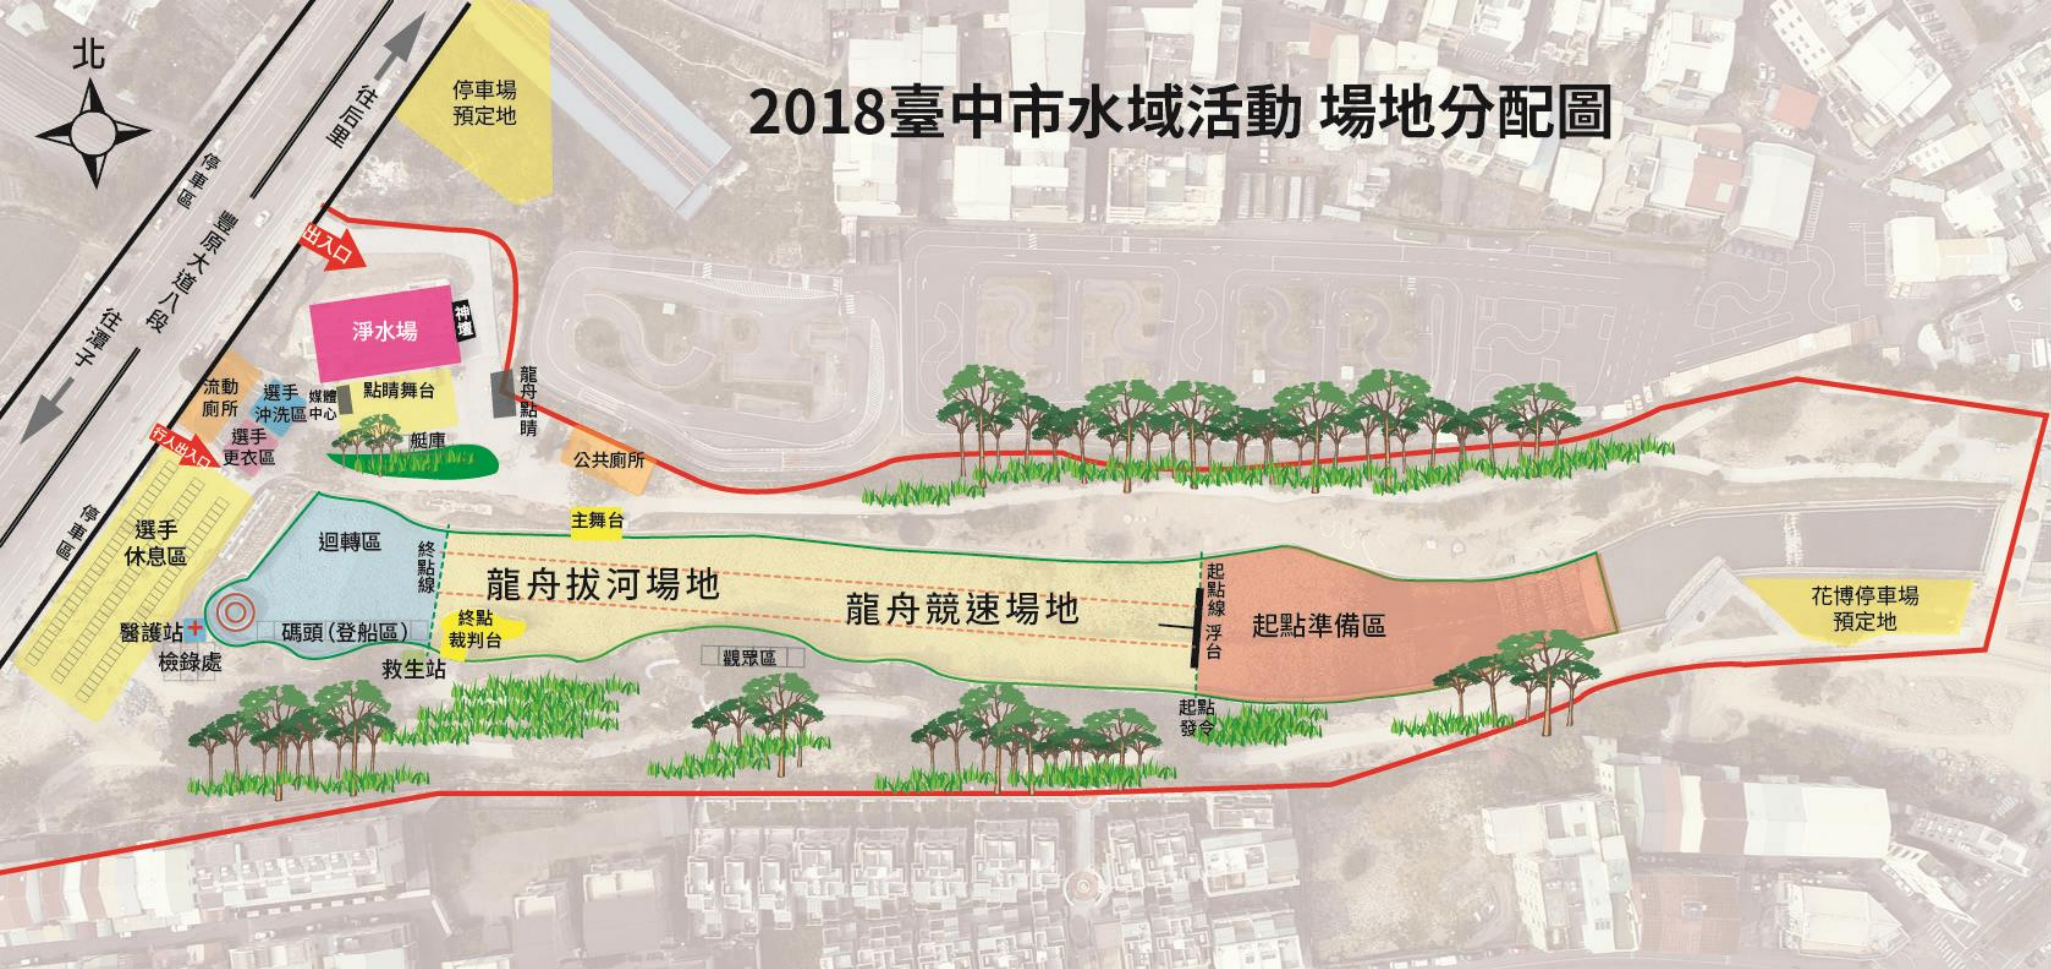 北
2018臺中市水域活動 場地分配圖
往后里
停車場
預定地
停車區
豐原大道八段
往潭子
出入口
淨水場
神壇
流動
廁所
選手
沖洗區
媒體
中心
點睛舞台
龍舟點睛
選手
更衣區
行人出入口
艇庫
公共廁所
停車區
選手
休息區
主舞台
迴轉區
終點線
龍舟拔河場地
龍舟競速場地
起點線
浮台
起點準備區
花博停車場
預定地
醫護站
碼頭(登船區)
終點
裁判台
檢錄處
救生站
觀眾區
起點
發令